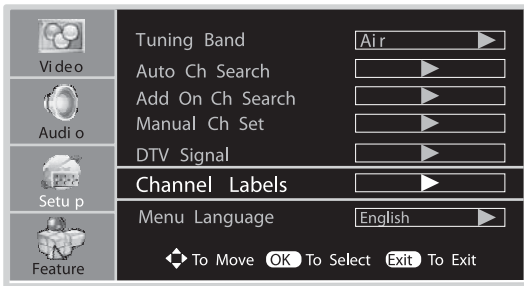 Video
Audio
Setup
Feature
Tuning Band Air
Auto Ch Search
Add On Ch Search
Manual Ch Set
DTV Signal
Channel Labels
Menu Language English
To Move OK To Select Exit To Exit